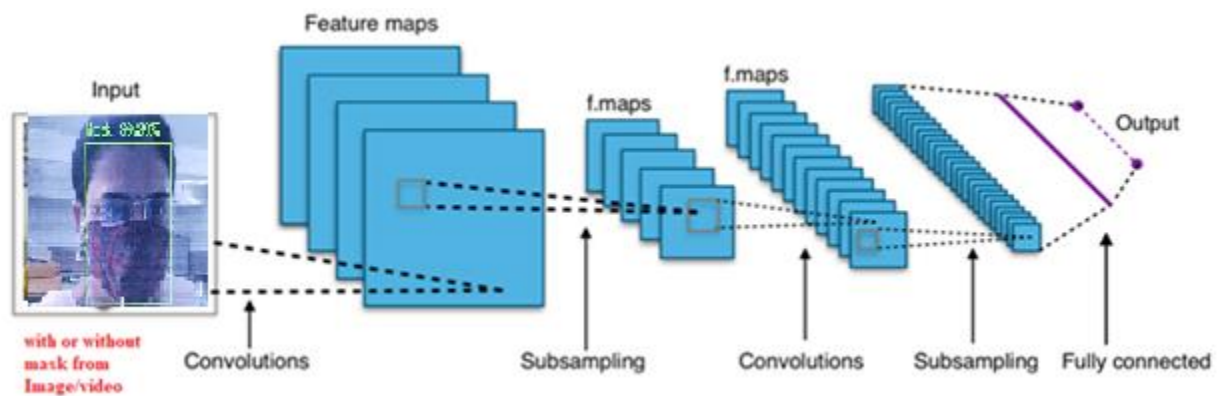 Feature maps
Input
f.maps
f.maps
Output
with or without
mask from
Image/video
Convolutions
Subsampling
Convolutions
Subsampling
Fully connected